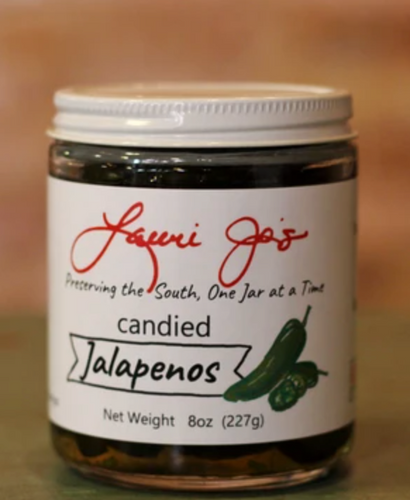 Lauri Jo's
Preserving the South, One Jar at a Time
candied
Jalapenos
Net Weight 8oz (227g)